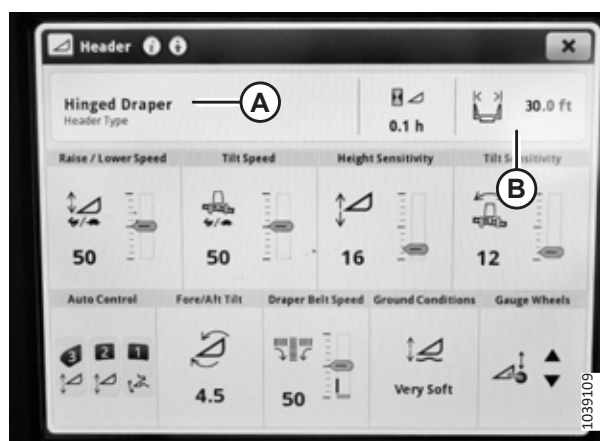 Header
Hinged Draper
Header Type
A
0.1 h
30.0 ft
B
Raise / Lower Speed
Tilt Speed
Height Sensitivity
Tilt Sensitivity
50
50
16
12
Auto Control
Fore/Aft Tilt
Draper Belt Speed
Ground Conditions
Gauge Wheels
3
2
1
4.5
50
Very Soft
1039109